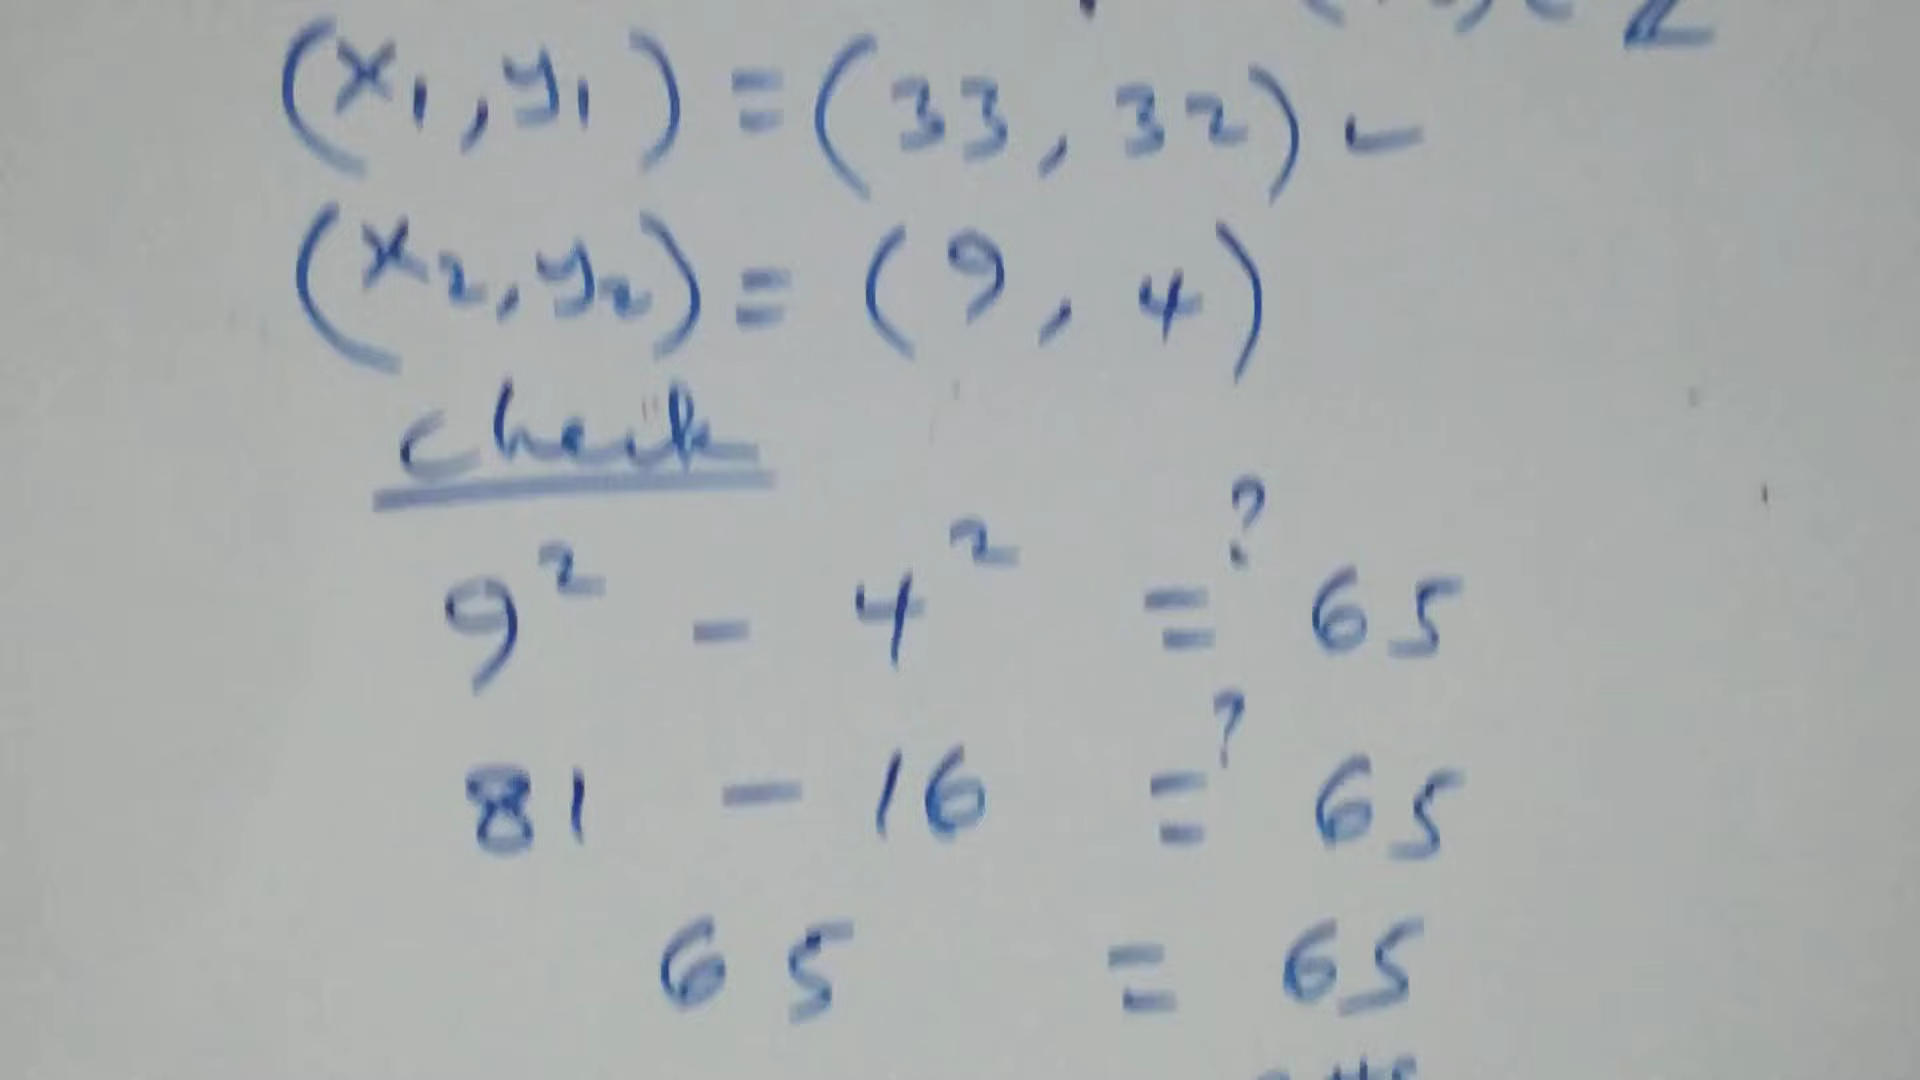 (x₁, y₁) = (33, 32) -
(x₂, y₂) = (9, 4)
check
9² - 4² =? 65
81 - 16 =? 65
65 = 65